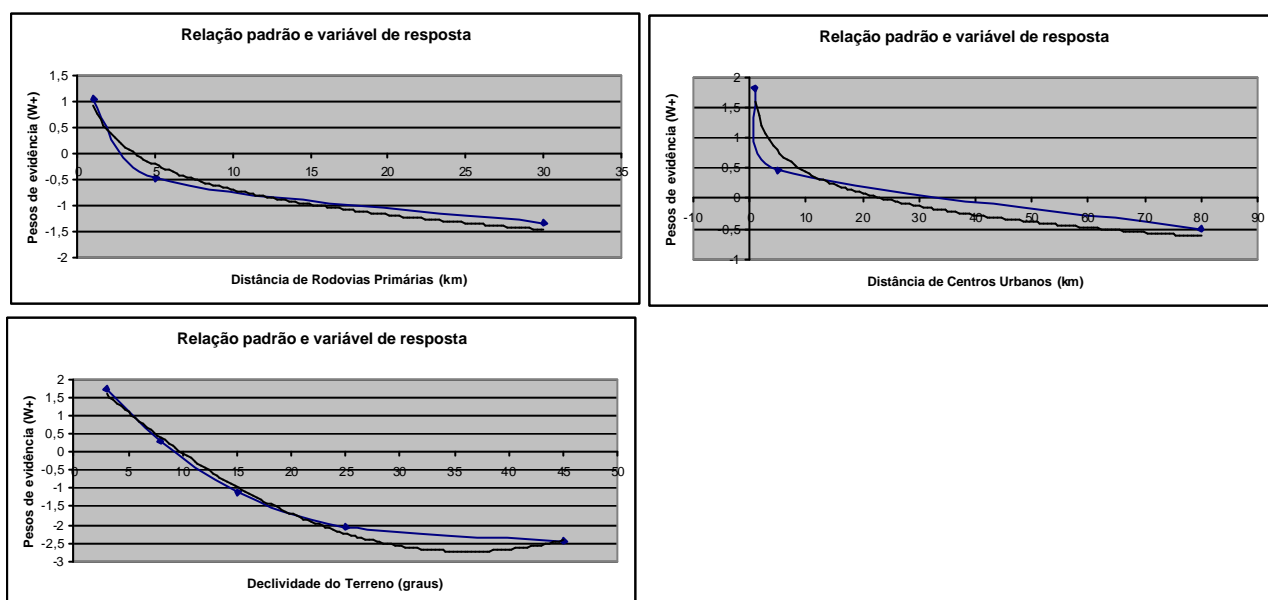 Relação padrão e variável de resposta
Pesos de evidência (W+)
1,5
1
0,5
0
-0,5
-1
-1,5
-2
0 5 10 15 20 25 30 35
Distância de Rodovias Primárias (km)
Relação padrão e variável de resposta
Pesos de evidência (W+)
2
1,5
1
0,5
0
-0,5
-1
-10 0 10 20 30 40 50 60 70 80 90
Distância de Centros Urbanos (km)
Relação padrão e variável de resposta
Pesos de evidência (W+)
2
1,5
1
0,5
0
-0,5
-1
-1,5
-2
-2,5
-3
0 5 10 15 20 25 30 35 40 45 50
Declividade do Terreno (graus)